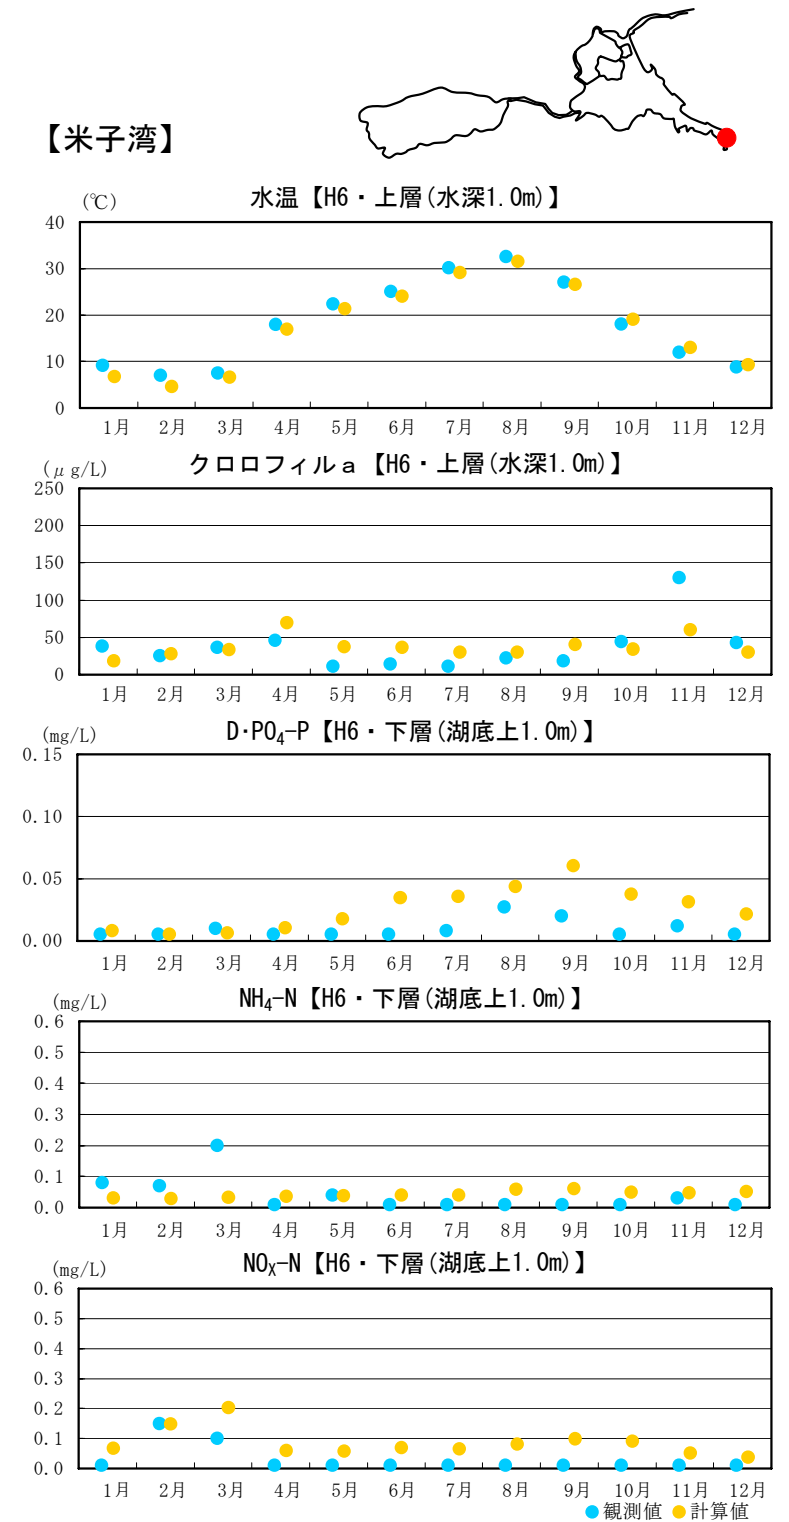 【米子湾】
(℃)
水温【H6・上層(水深1.0m)】
40
30
20
10
0
1月 2月 3月 4月 5月 6月 7月 8月 9月 10月 11月 12月
(μg/L)
クロロフィルa【H6・上層(水深1.0m)】
250
200
150
100
50
0
1月 2月 3月 4月 5月 6月 7月 8月 9月 10月 11月 12月
(mg/L)
D･PO4-P【H6・下層(湖底上1.0m)】
0.15
0.10
0.05
0.00
1月 2月 3月 4月 5月 6月 7月 8月 9月 10月 11月 12月
(mg/L)
NH4-N【H6・下層(湖底上1.0m)】
0.6
0.5
0.4
0.3
0.2
0.1
0.0
1月 2月 3月 4月 5月 6月 7月 8月 9月 10月 11月 12月
(mg/L)
NOX-N【H6・下層(湖底上1.0m)】
0.6
0.5
0.4
0.3
0.2
0.1
0.0
1月 2月 3月 4月 5月 6月 7月 8月 9月 10月 11月 12月
観測値 計算値